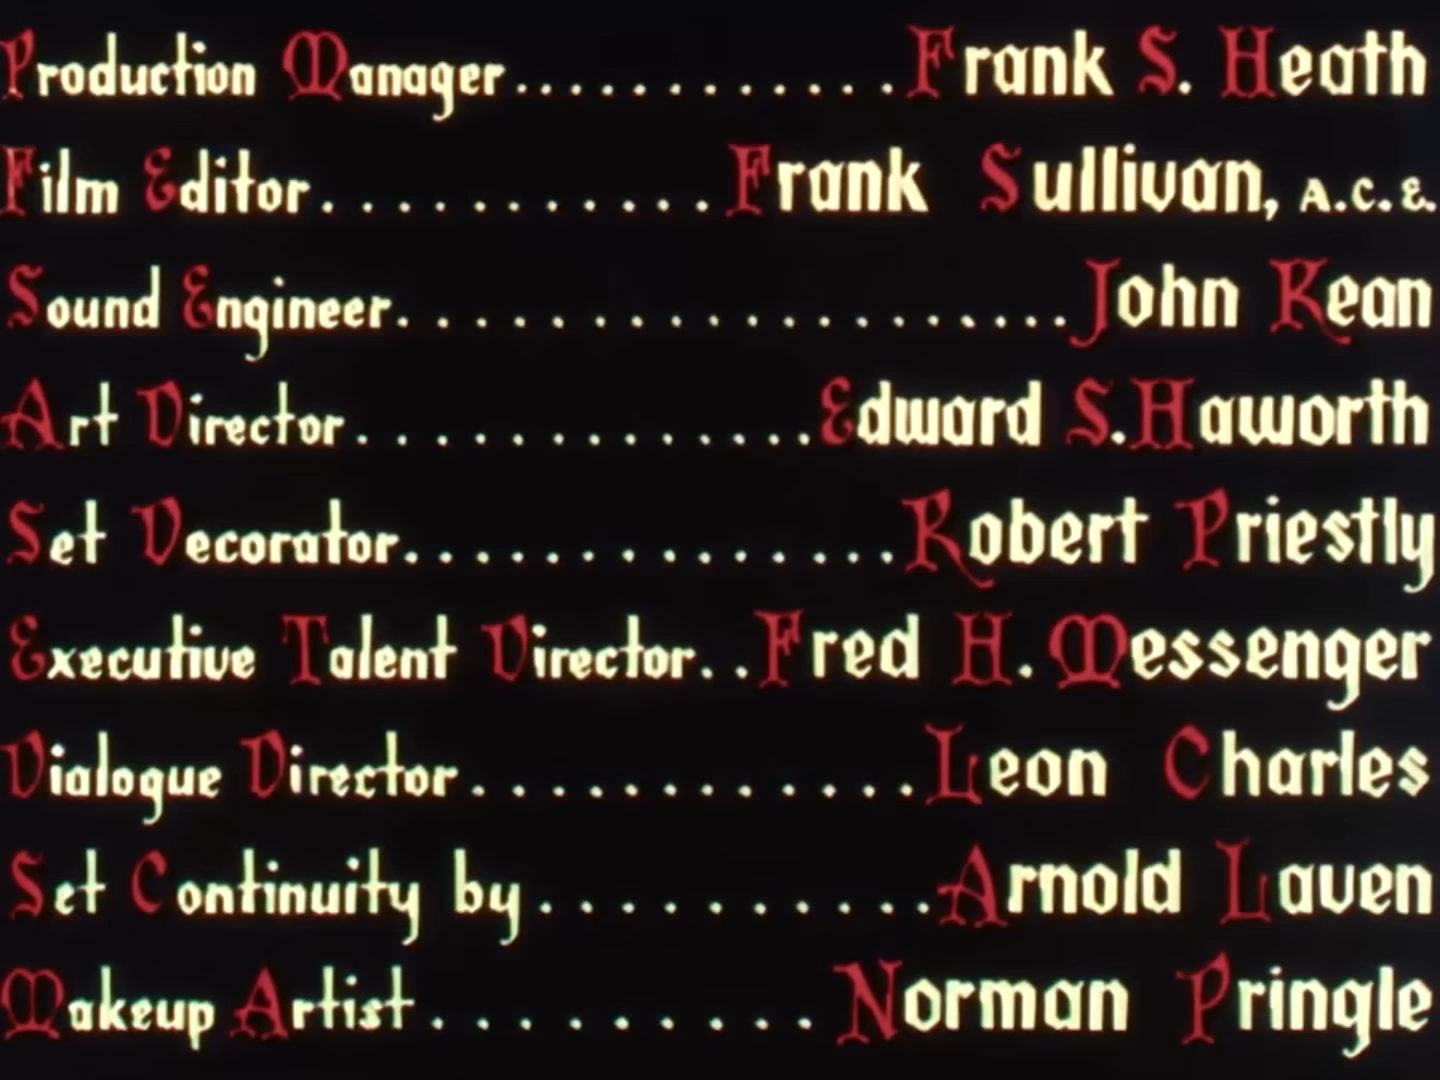 Production Manager............Frank S. Heath
Film Editor...........Frank Sullivan, A.C.E.
Sound Engineer..................John Kean
Art Director..............Edward S. Haworth
Set Decorator..............Robert Priestly
Executive Talent Director..Fred H. Messenger
Dialogue Director............Leon Charles
Set Continuity by..........Arnold Laven
Makeup Artist.........Norman Pringle